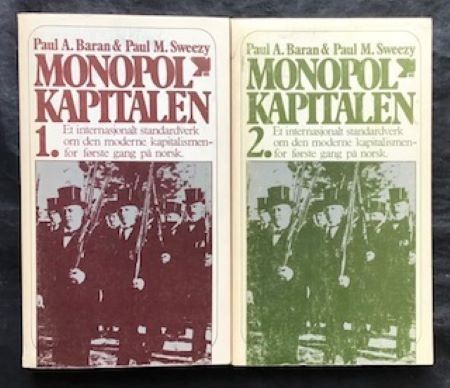 Paul A. Baran & Paul M. Sweezy
MONOPOL
KAPITALEN
1. Et internasjonalt standardverk
om den moderne kapitalismen-
for første gang på norsk.
Paul A. Baran & Paul M. Sweezy
MONOPOL
KAPITALEN
2. Et internasjonalt standardverk
om den moderne kapitalismen-
for første gang på norsk.